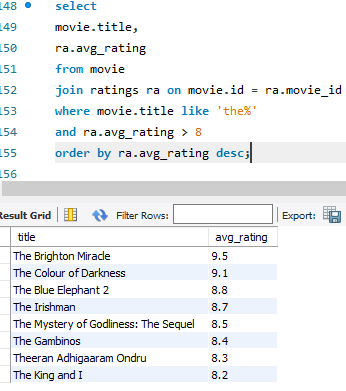 148 select
149 movie.title,
150 ra.avg_rating
151 from movie
152 join ratings ra on movie.id = ra.movie_id
153 where movie.title like 'the%'
154 and ra.avg_rating > 8
155 order by ra.avg_rating desc;
156
Result Grid Filter Rows: Export:
title avg_rating
The Brighton Miracle 9.5
The Colour of Darkness 9.1
The Blue Elephant 2 8.8
The Irishman 8.7
The Mystery of Godliness: The Sequel 8.5
The Gambinos 8.4
Theeran Adhigaaram Ondru 8.3
The King and I 8.2